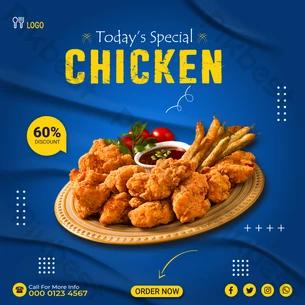 LOGO
Today's Special
CHICKEN
60%
DISCOUNT
Call For More Info
000 0123 4567
ORDER NOW